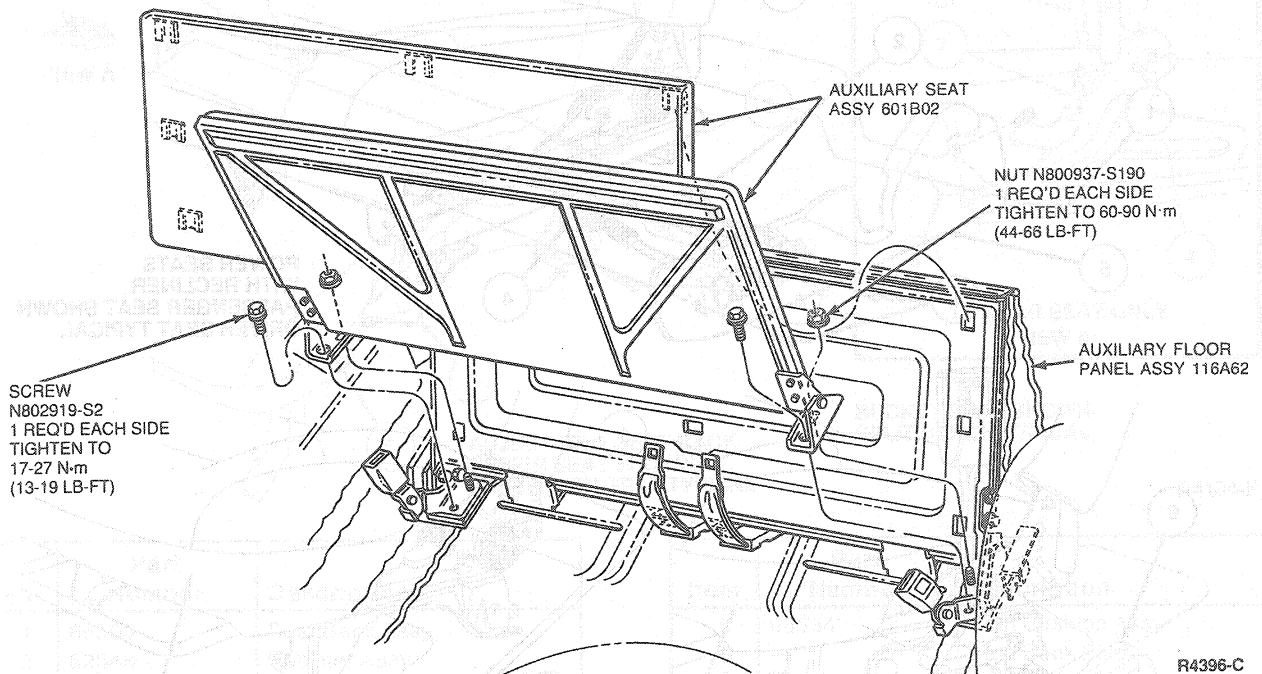 AUXILIARY SEAT
ASSY 601B02
NUT N800937-S190
1 REQ'D EACH SIDE
TIGHTEN TO 60-90 N·m
(44-66 LB-FT)
AUXILIARY FLOOR
PANEL ASSY 116A62
SCREW
N802919-S2
1 REQ'D EACH SIDE
TIGHTEN TO
17-27 N·m
(13-19 LB-FT)
R4396-C